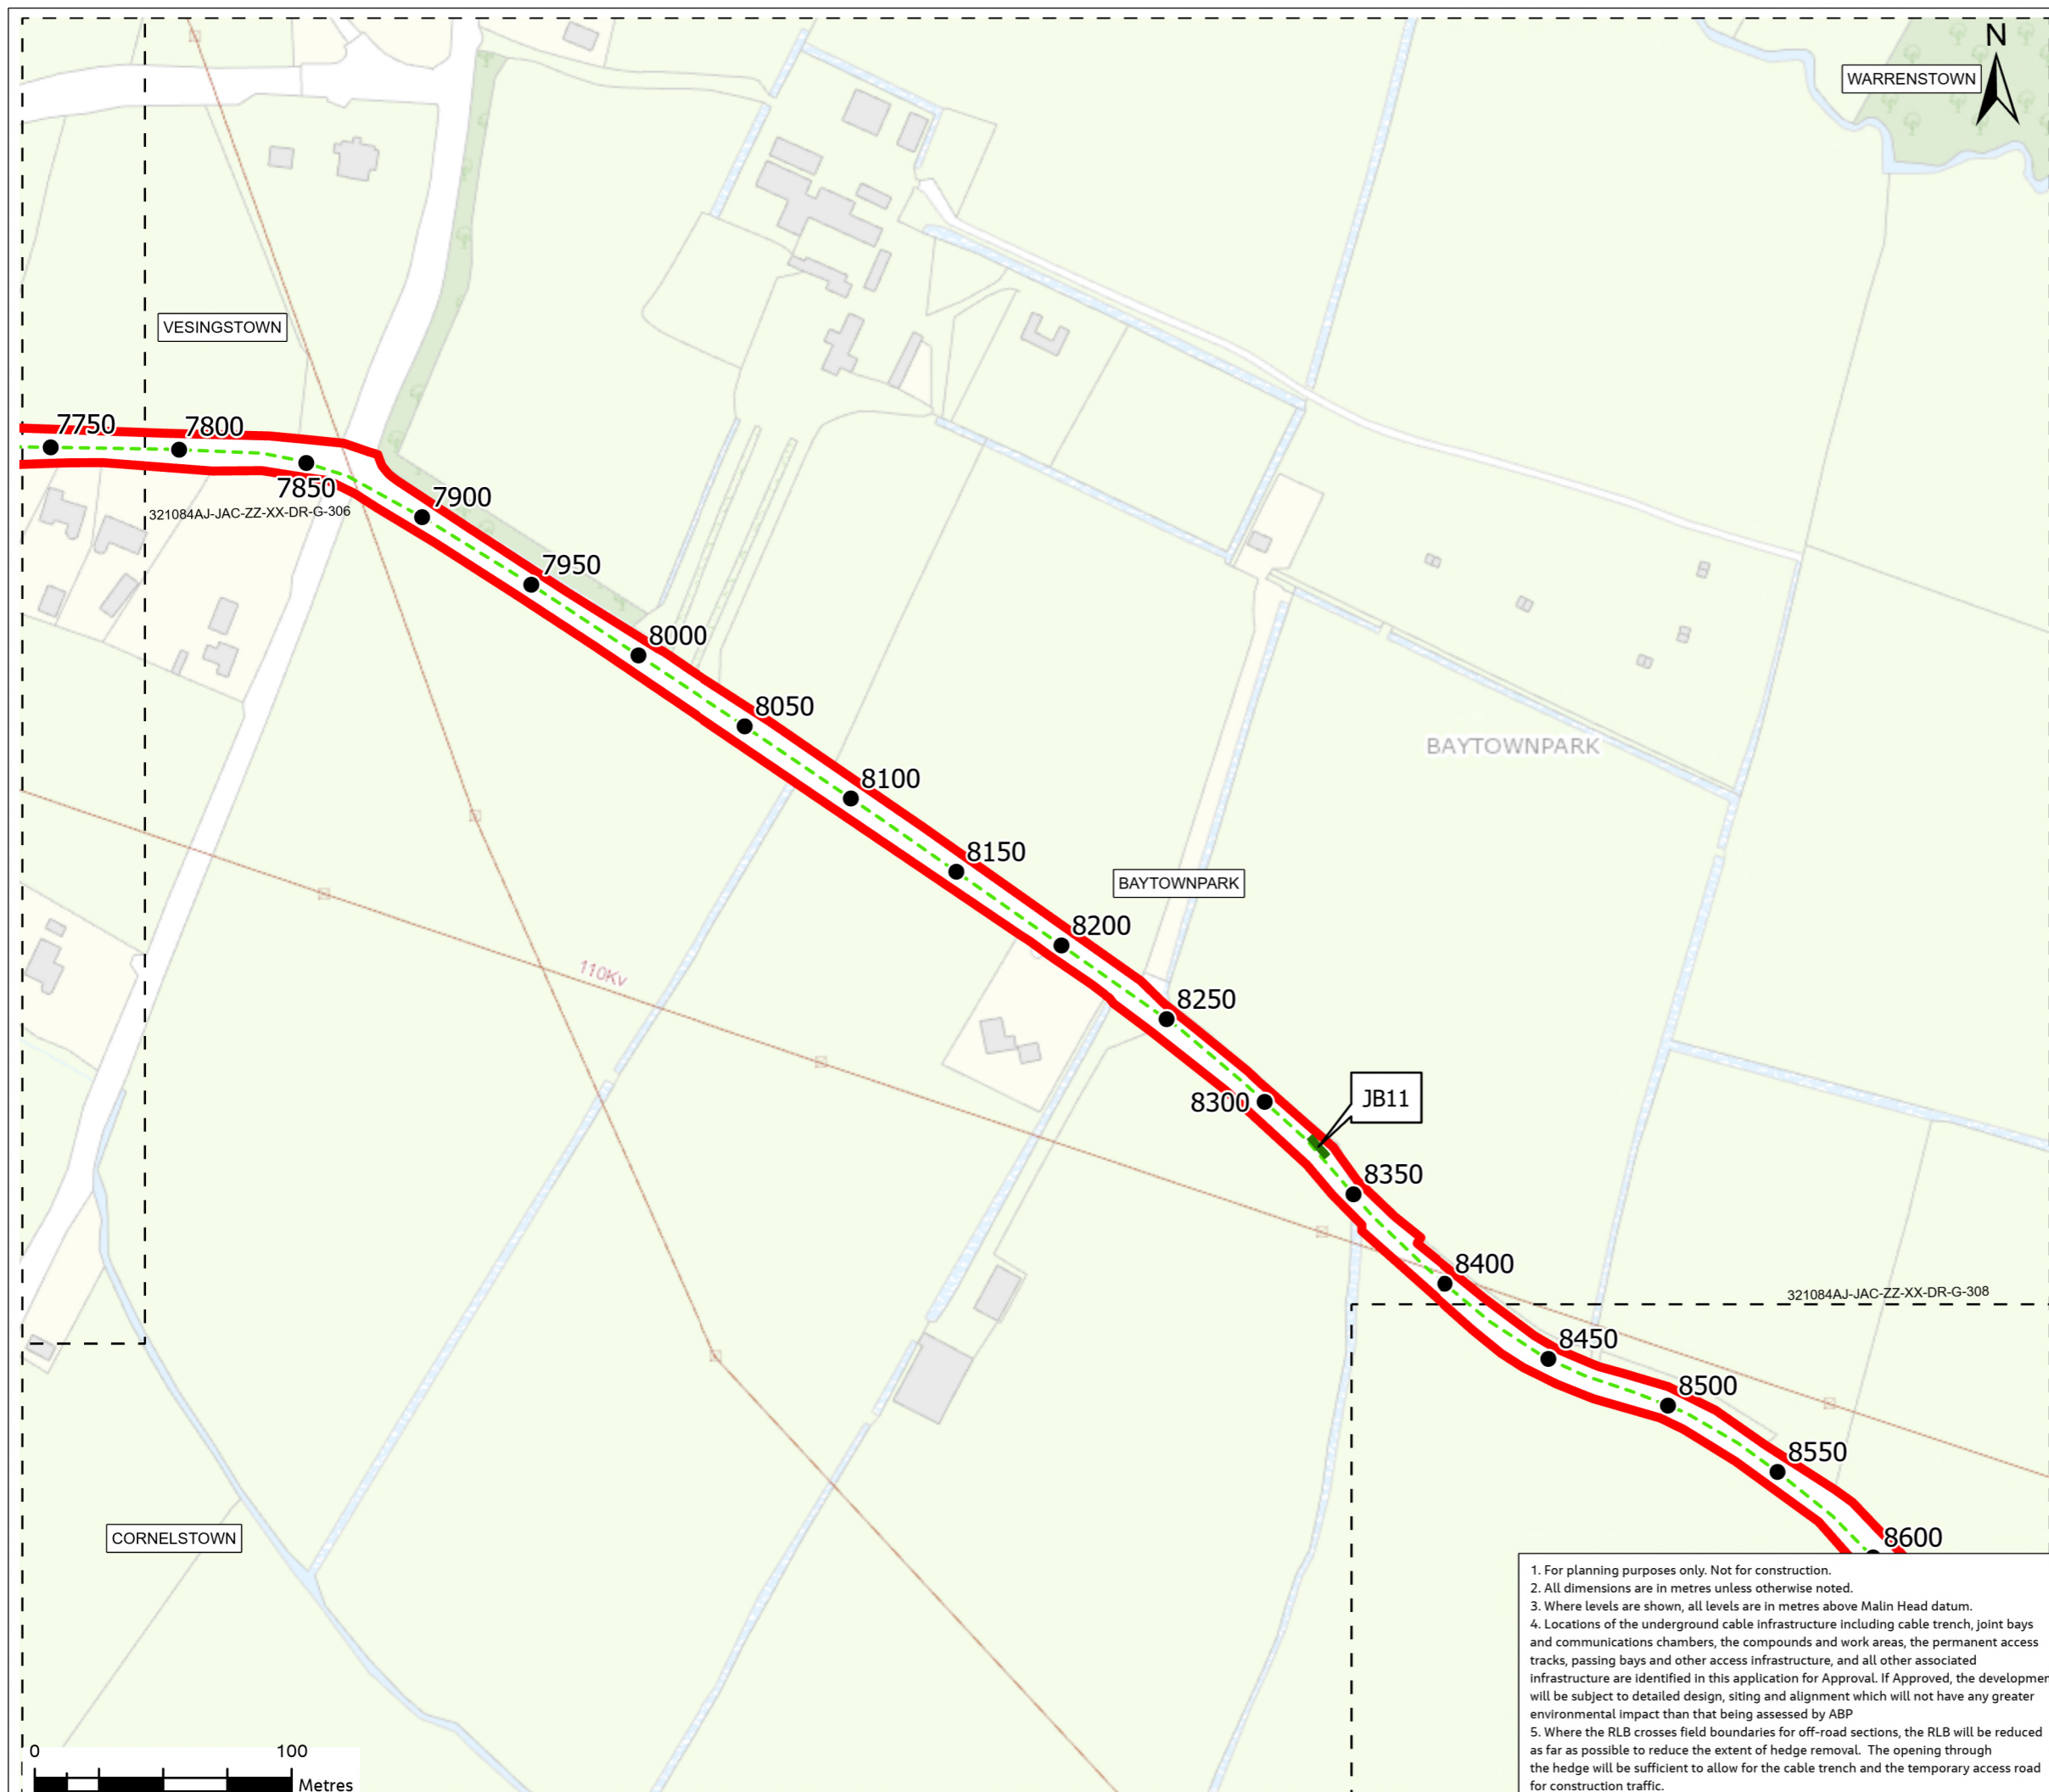 N
WARRENSTOWN
VESINGSTOWN
7750
7800
7850
7900
321084AJ-JAC-ZZ-XX-DR-G-306
7950
8000
8050
BAYTOWNPARK
8100
8150
BAYTOWNPARK
8200
110Kv
8250
8300
JB11
8350
8400
321084AJ-JAC-ZZ-XX-DR-G-308
8450
8500
8550
CORNELSTOWN
8600
1. For planning purposes only. Not for construction.
2. All dimensions are in metres unless otherwise noted.
3. Where levels are shown, all levels are in metres above Malin Head datum.
4. Locations of the underground cable infrastructure including cable trench, joint bays
and communications chambers, the compounds and work areas, the permanent access
tracks, passing bays and other access infrastructure, and all other associated
infrastructure are identified in this application for Approval. If Approved, the developmen
will be subject to detailed design, siting and alignment which will not have any greater
environmental impact than that being assessed by ABP
5. Where the RLB crosses field boundaries for off-road sections, the RLB will be reduced
as far as possible to reduce the extent of hedge removal. The opening through
the hedge will be sufficient to allow for the cable trench and the temporary access road
for construction traffic.
0 100
Metres